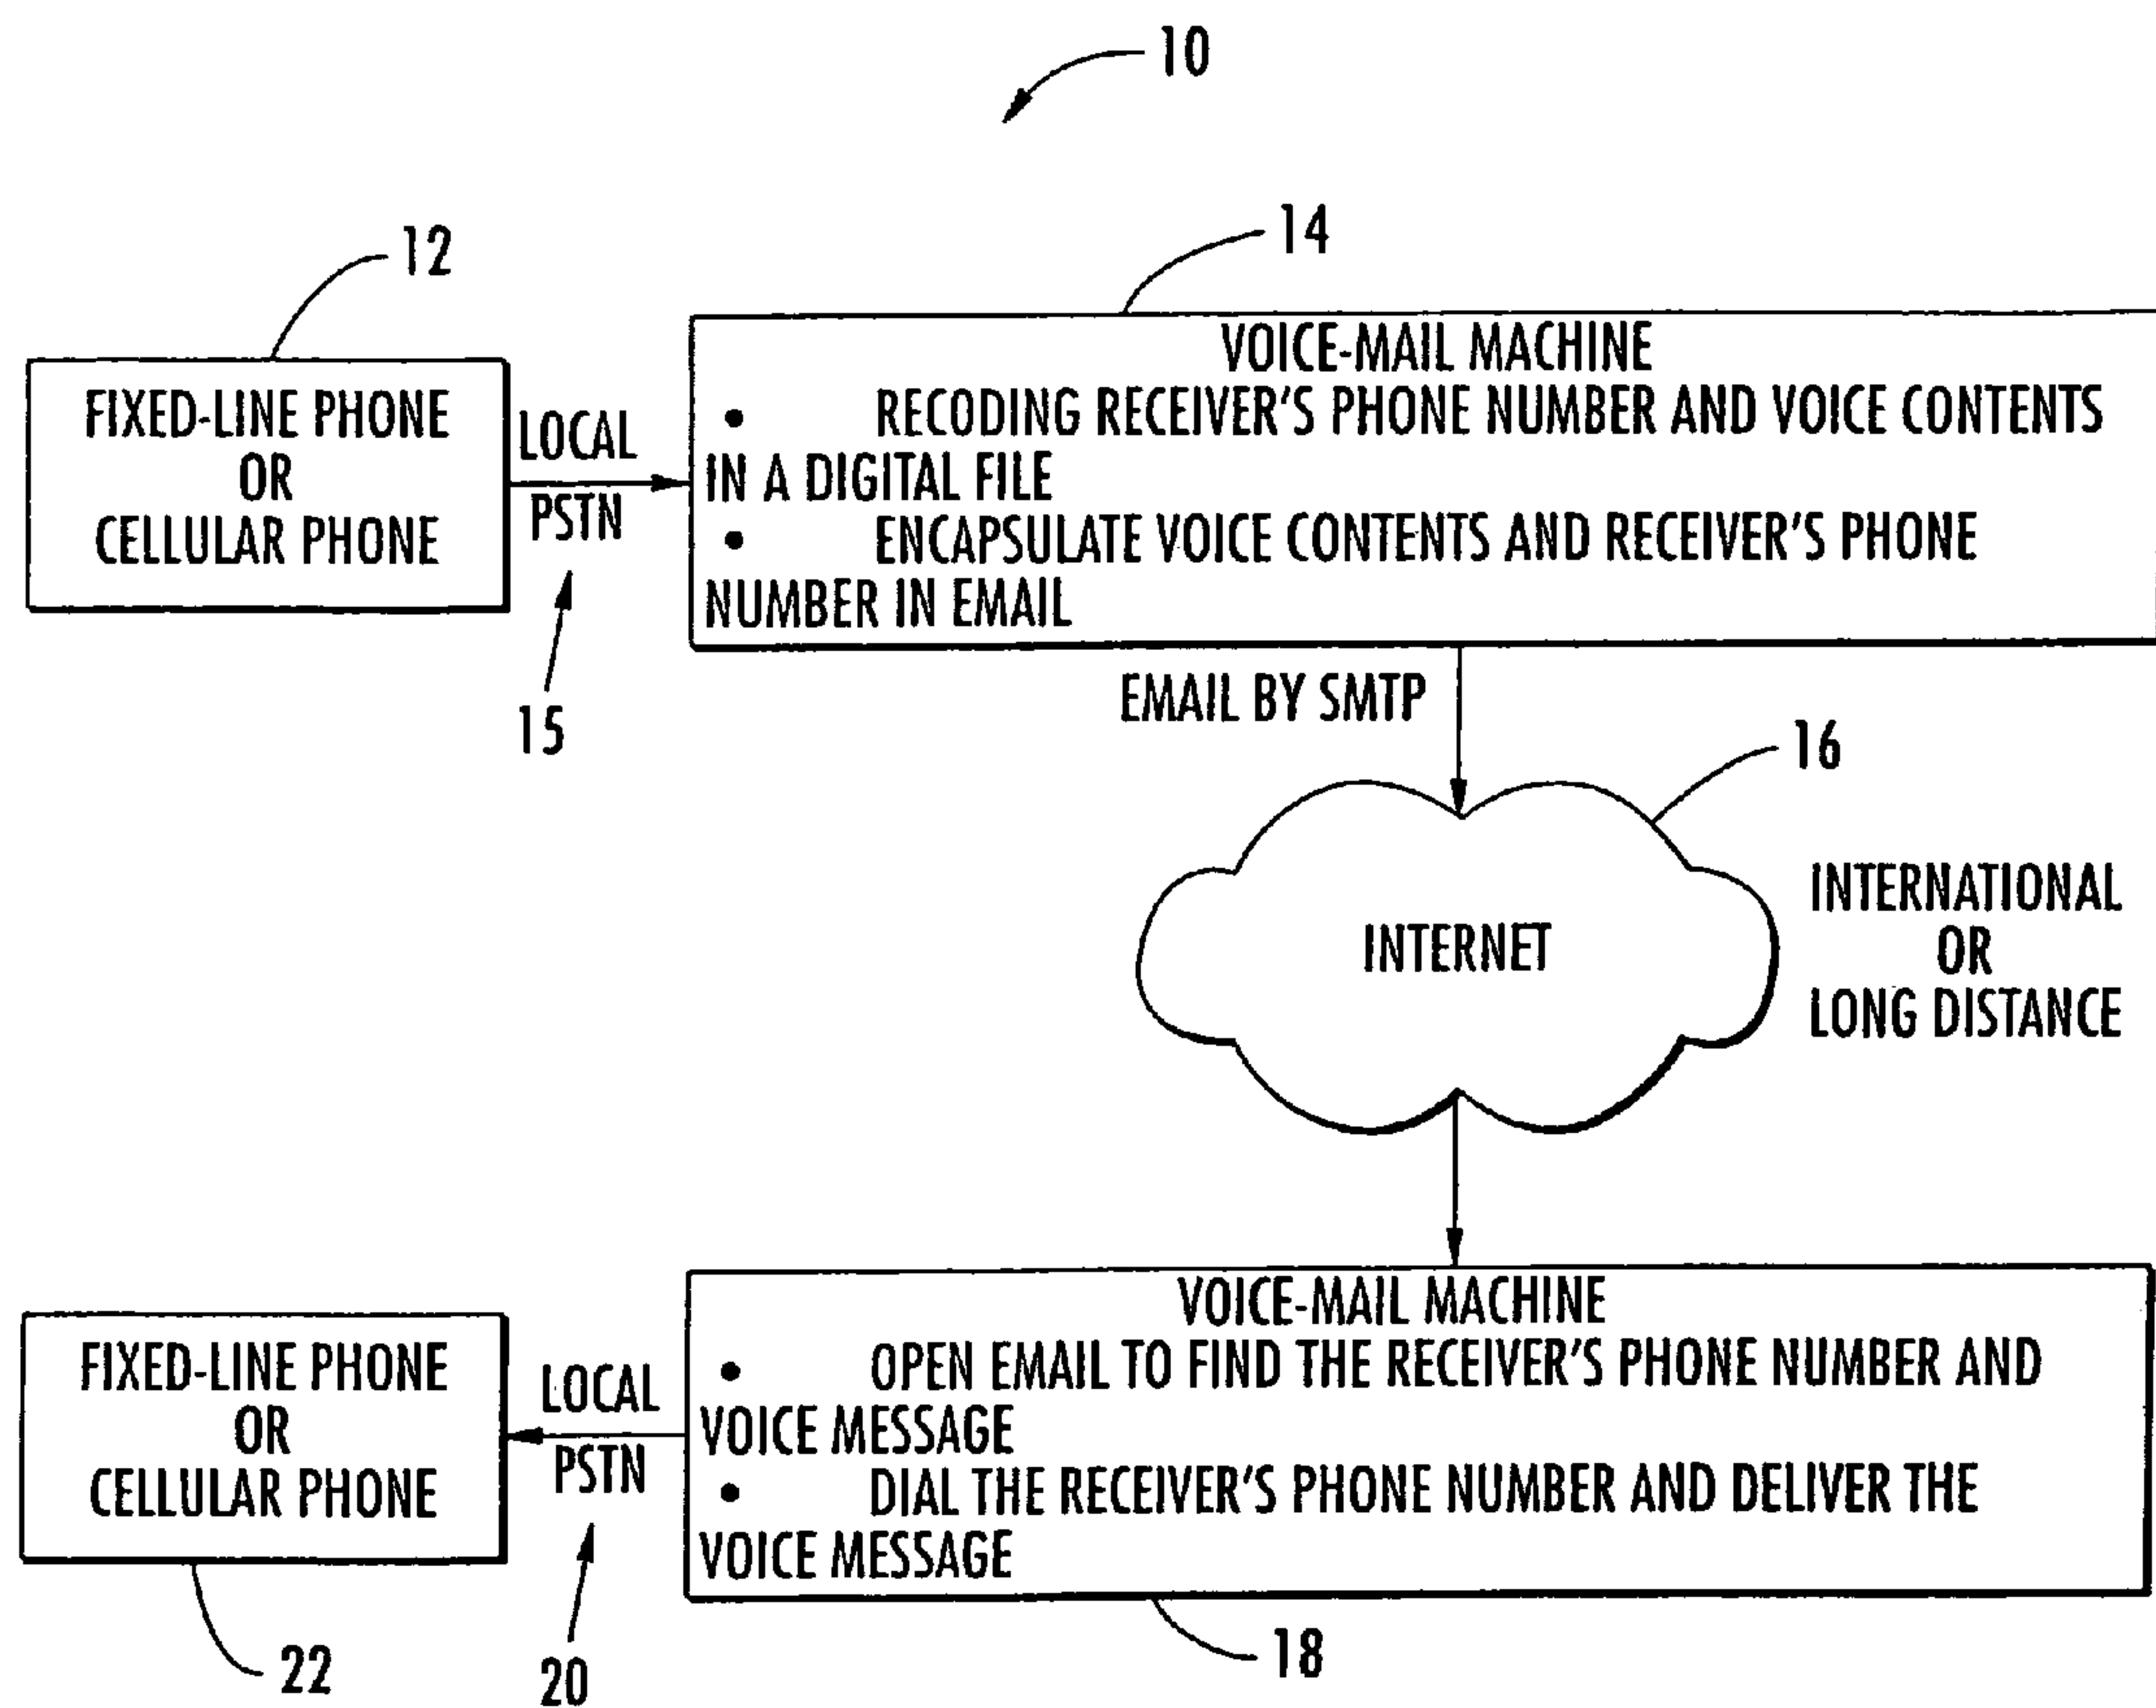 10
12
14
FIXED-LINE PHONE
OR
CELLULAR PHONE
LOCAL
PSTN
15
VOICE-MAIL MACHINE
• RECODING RECEIVER'S PHONE NUMBER AND VOICE CONTENTS
IN A DIGITAL FILE
• ENCAPSULATE VOICE CONTENTS AND RECEIVER'S PHONE
NUMBER IN EMAIL
EMAIL BY SMTP
16
INTERNET
INTERNATIONAL
OR
LONG DISTANCE
VOICE-MAIL MACHINE
• OPEN EMAIL TO FIND THE RECEIVER'S PHONE NUMBER AND
VOICE MESSAGE
• DIAL THE RECEIVER'S PHONE NUMBER AND DELIVER THE
VOICE MESSAGE
18
LOCAL
PSTN
20
FIXED-LINE PHONE
OR
CELLULAR PHONE
22